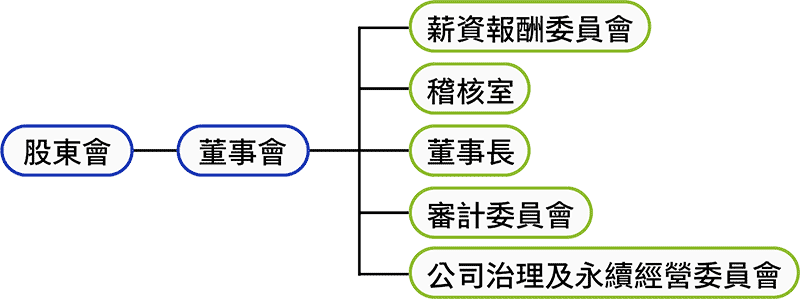 股東會
董事會
薪資報酬委員會
稽核室
董事長
審計委員會
公司治理及永續經營委員會